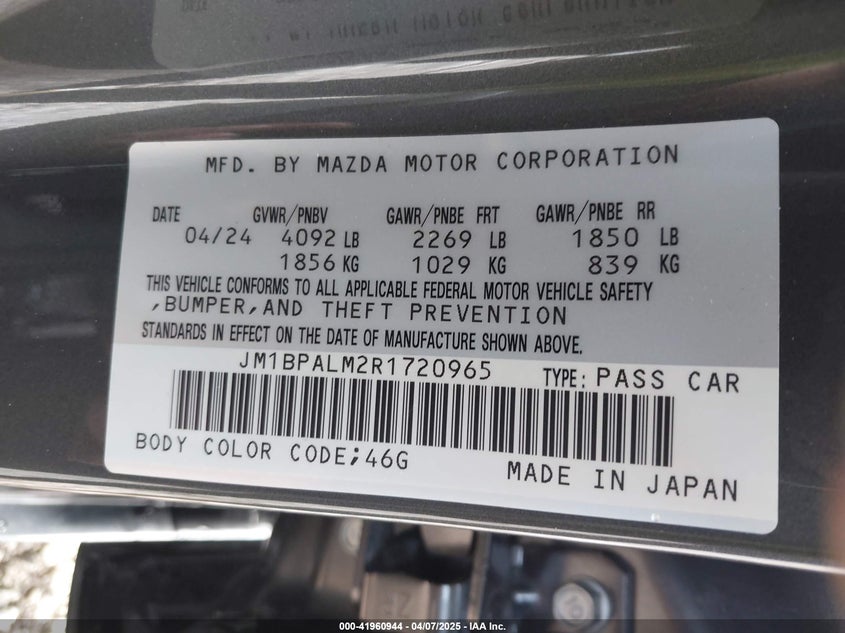 MFD. BY MAZDA MOTOR CORPORATION
DATE GVWR/PNBV GAWR/PNBE FRT GAWR/PNBE RR
04/24 4092 LB 2269 LB 1850 LB
1856 KG 1029 KG 839 KG
THIS VEHICLE CONFORMS TO ALL APPLICABLE FEDERAL MOTOR VEHICLE SAFETY
,BUMPER,AND THEFT PREVENTION
STANDARDS IN EFFECT ON THE DATE OF MANUFACTURE SHOWN ABOVE.
JM1BPALM2R1720965 TYPE: PASS CAR
BODY COLOR CODE;46G
MADE IN JAPAN
000-41960944 | 04/07/2025 - IAA Inc.